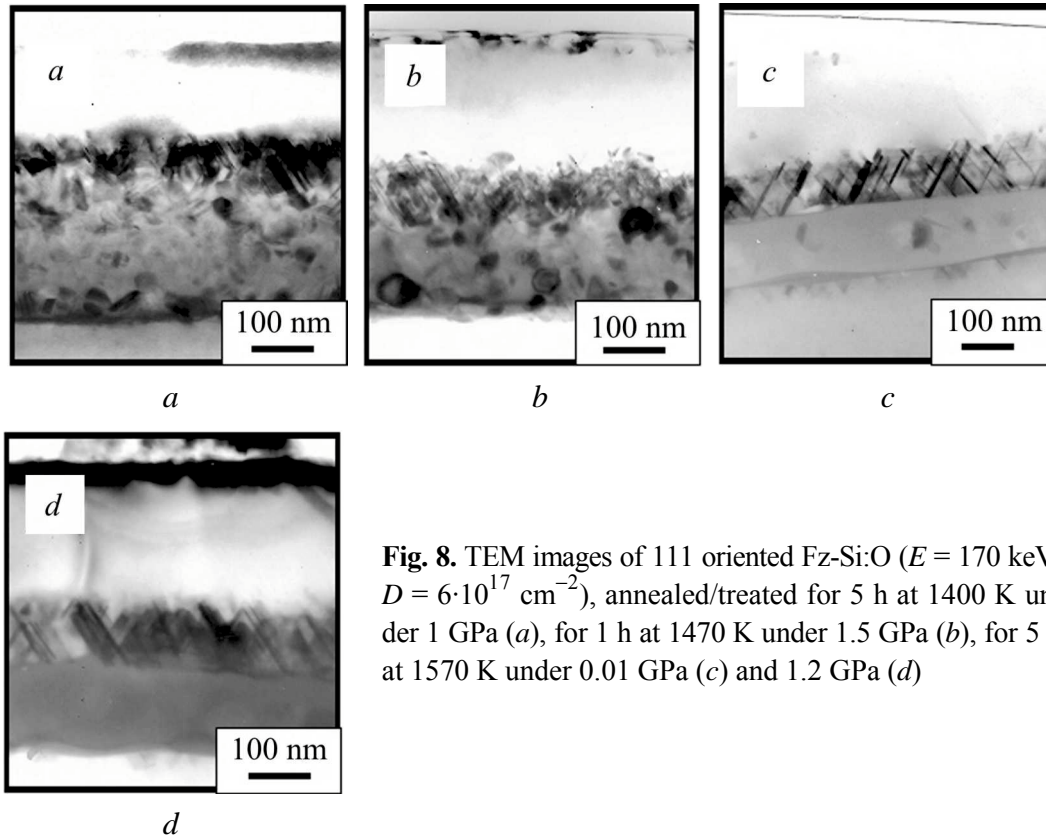 a
b
c
100 nm
100 nm
100 nm
a
b
c
d
100 nm
d
Fig. 8. TEM images of 111 oriented Fz-Si:O (E = 170 keV
D = 6·10¹⁷ cm⁻²), annealed/treated for 5 h at 1400 K un
der 1 GPa (a), for 1 h at 1470 K under 1.5 GPa (b), for 5
at 1570 K under 0.01 GPa (c) and 1.2 GPa (d)